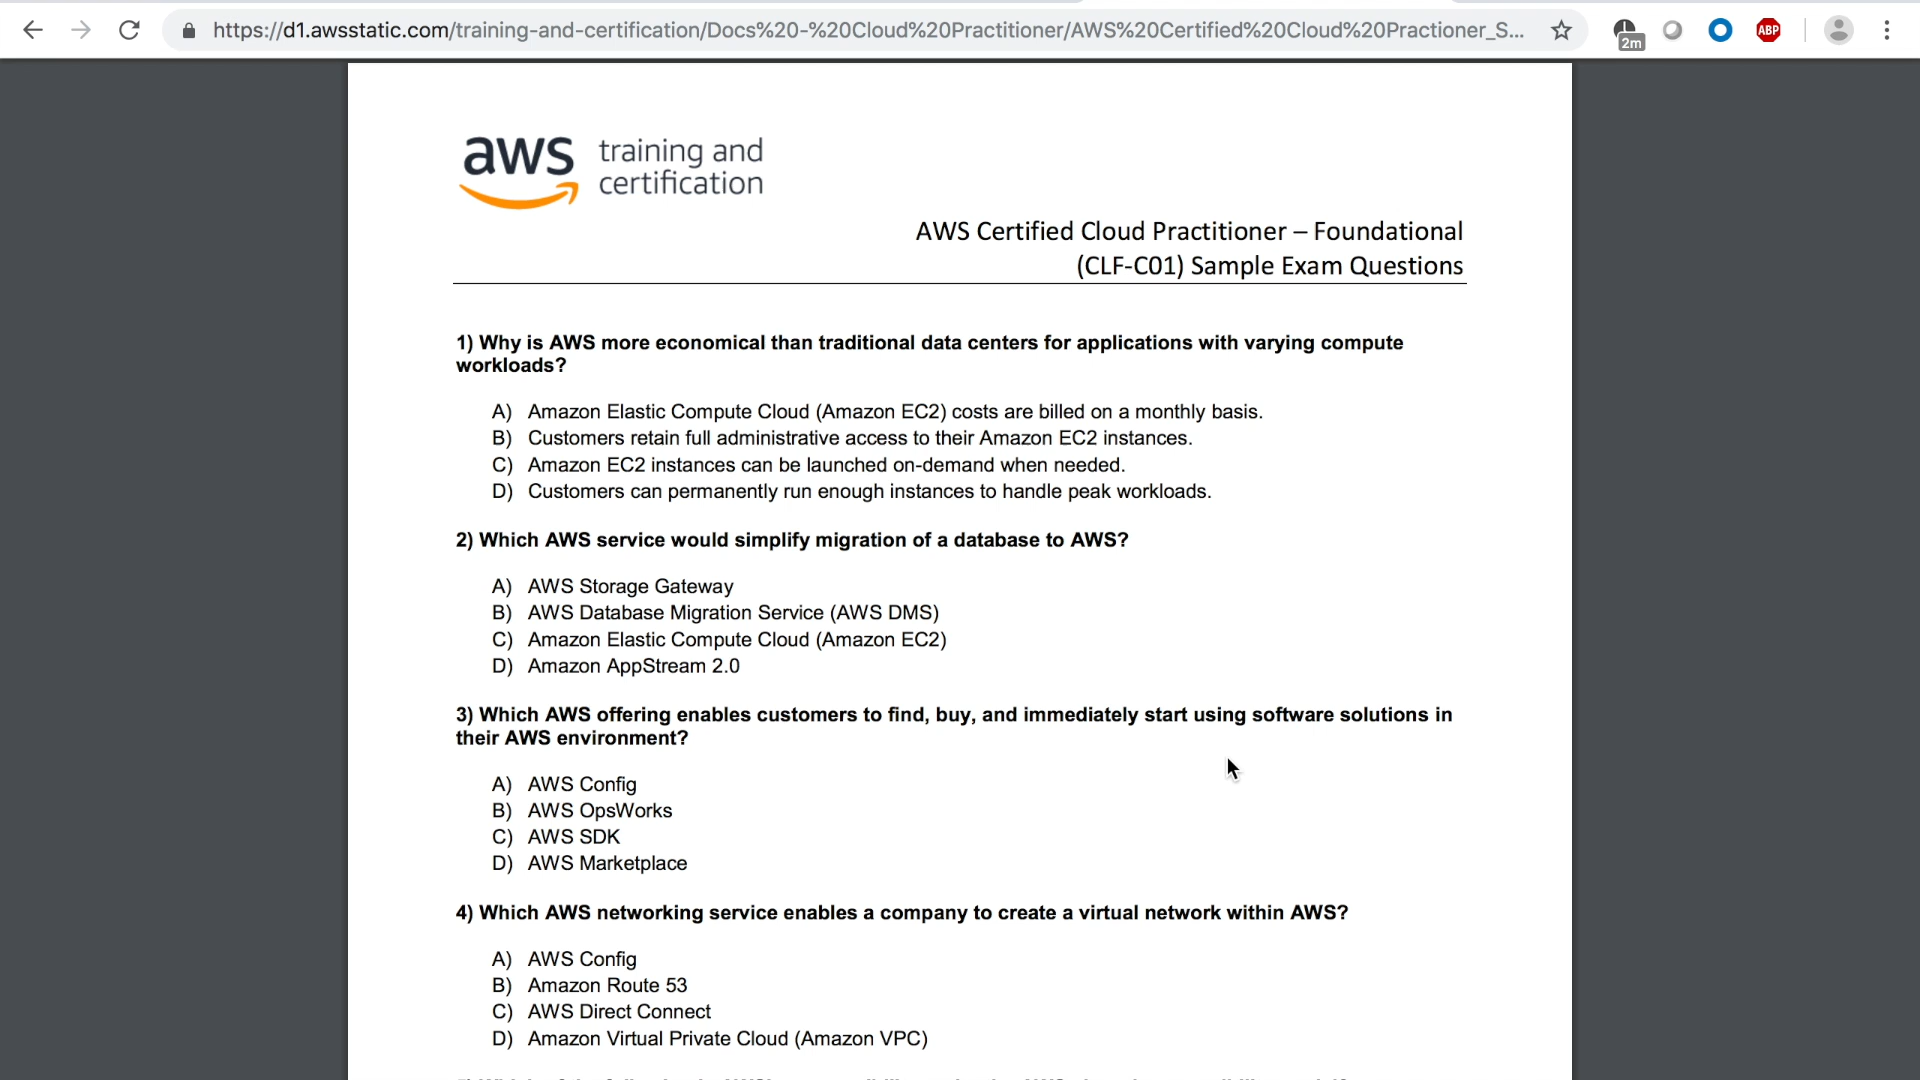 https://d1.awsstatic.com/training-and-certification/Docs%20-%20Cloud%20Practitioner/AWS%20Certified%20Cloud%20Practioner_S...
2m
ABP
aws training and
certification
AWS Certified Cloud Practitioner – Foundational
(CLF-C01) Sample Exam Questions
1) Why is AWS more economical than traditional data centers for applications with varying compute
workloads?
A) Amazon Elastic Compute Cloud (Amazon EC2) costs are billed on a monthly basis.
B) Customers retain full administrative access to their Amazon EC2 instances.
C) Amazon EC2 instances can be launched on-demand when needed.
D) Customers can permanently run enough instances to handle peak workloads.
2) Which AWS service would simplify migration of a database to AWS?
A) AWS Storage Gateway
B) AWS Database Migration Service (AWS DMS)
C) Amazon Elastic Compute Cloud (Amazon EC2)
D) Amazon AppStream 2.0
3) Which AWS offering enables customers to find, buy, and immediately start using software solutions in
their AWS environment?
A) AWS Config
B) AWS OpsWorks
C) AWS SDK
D) AWS Marketplace
4) Which AWS networking service enables a company to create a virtual network within AWS?
A) AWS Config
B) Amazon Route 53
C) AWS Direct Connect
D) Amazon Virtual Private Cloud (Amazon VPC)